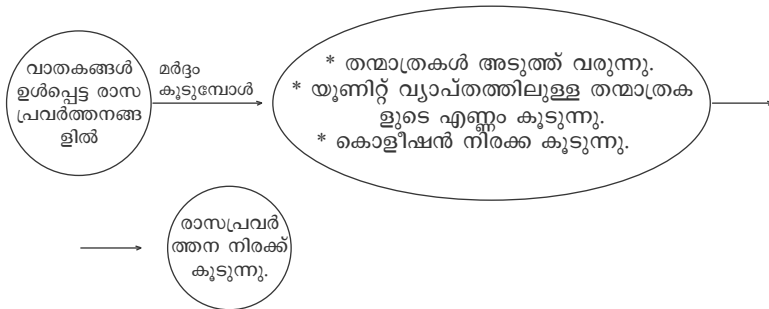 വാതകങ്ങൾ
ഉൾപ്പെട്ട രാസ
പ്രവർത്തനങ്ങ
ളിൽ
മർദ്ദം
കൂടുമ്പോൾ
* തന്മാത്രകൾ അടുത്ത് വരുന്നു.
* യൂണിറ്റ് വ്യാപ്തത്തിലുള്ള തന്മാത്രക
ളുടെ എണ്ണം കൂടുന്നു.
* കൊളീഷൻ നിരക്ക കൂടുന്നു.
രാസപ്രവർ
ത്തന നിരക്ക്
കൂടുന്നു.